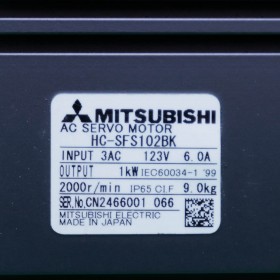 MITSUBISHI
AC SERVO MOTOR
HC-SFS102BK
INPUT 3AC 123V 6.0A
OUTPUT 1kW IEC60034-1 '99
2000r/min IP65 CI.F 9.0kg
SER.No.CN2466001 066
MITSUBISHI ELECTRIC
MADE IN JAPAN